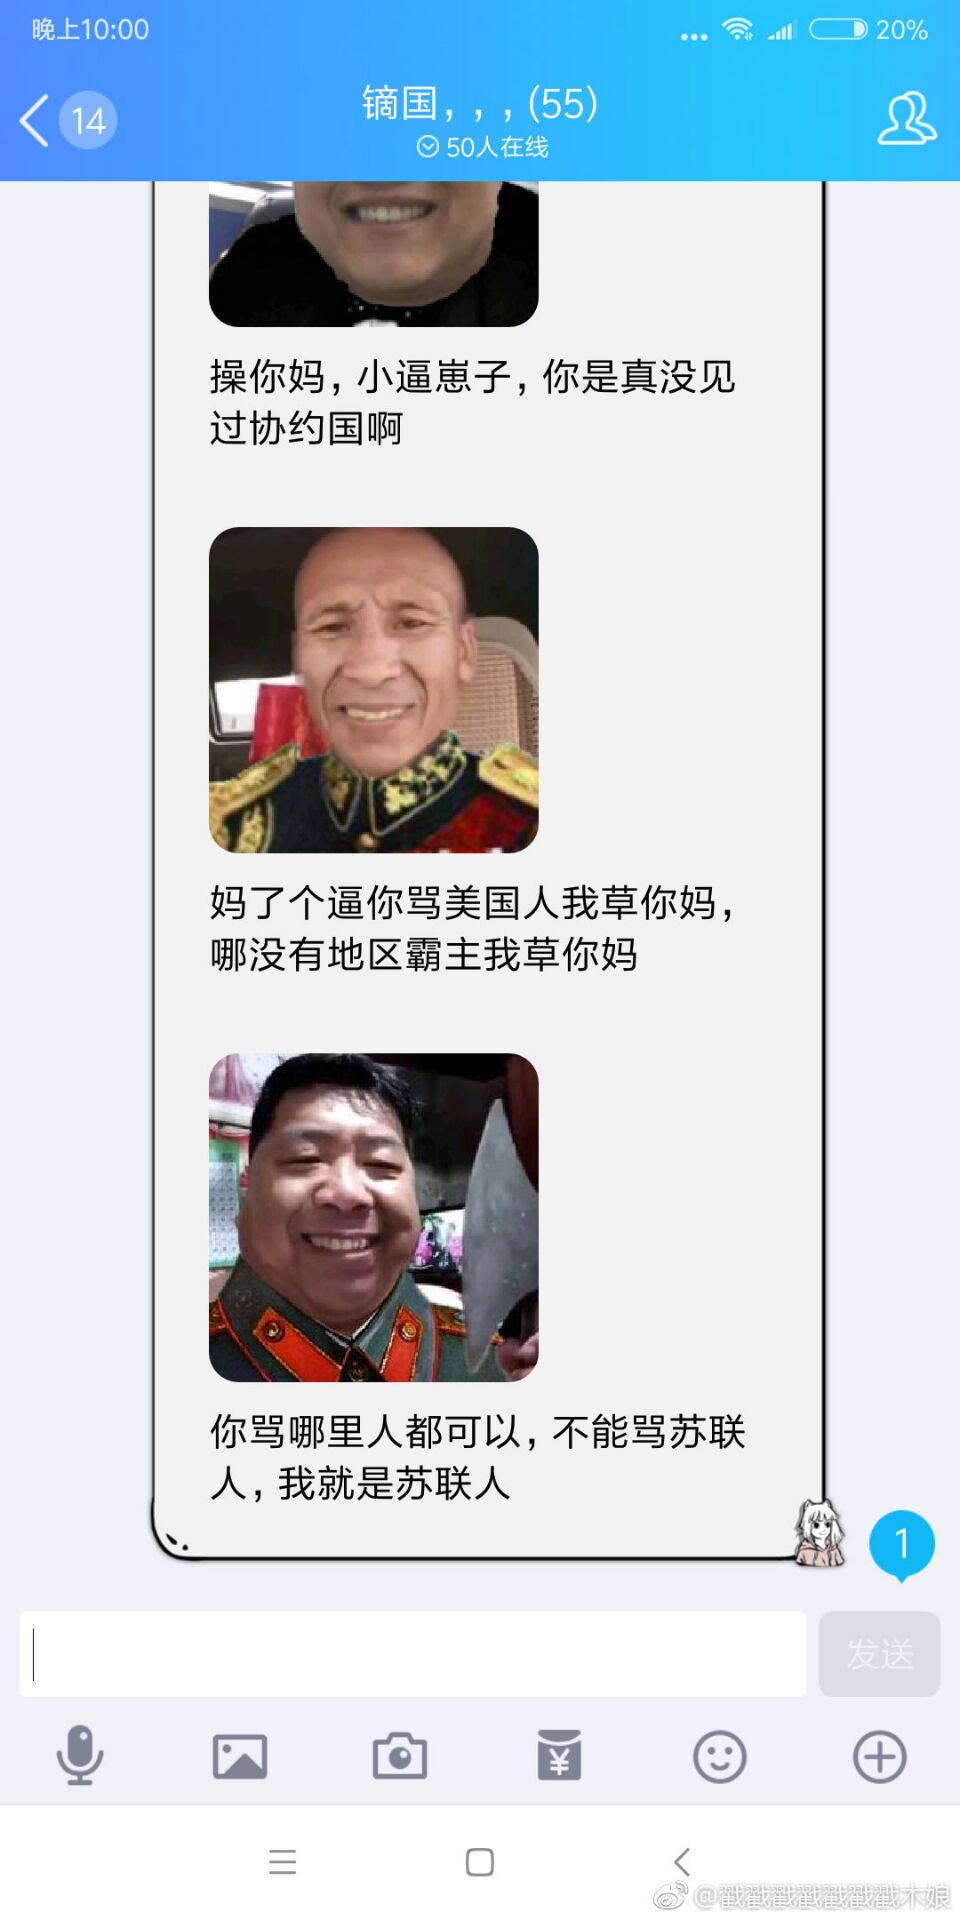 晚上10:00
20%
14
镝国，，，(55)
50人在线
操你妈，小逼崽子，你是真没见
过协约国啊
妈了个逼你骂美国人我草你妈，
哪没有地区霸主我草你妈
你骂哪里人都可以，不能骂苏联
人，我就是苏联人
1
发送
@戳戳戳戳戳戳戳木娘